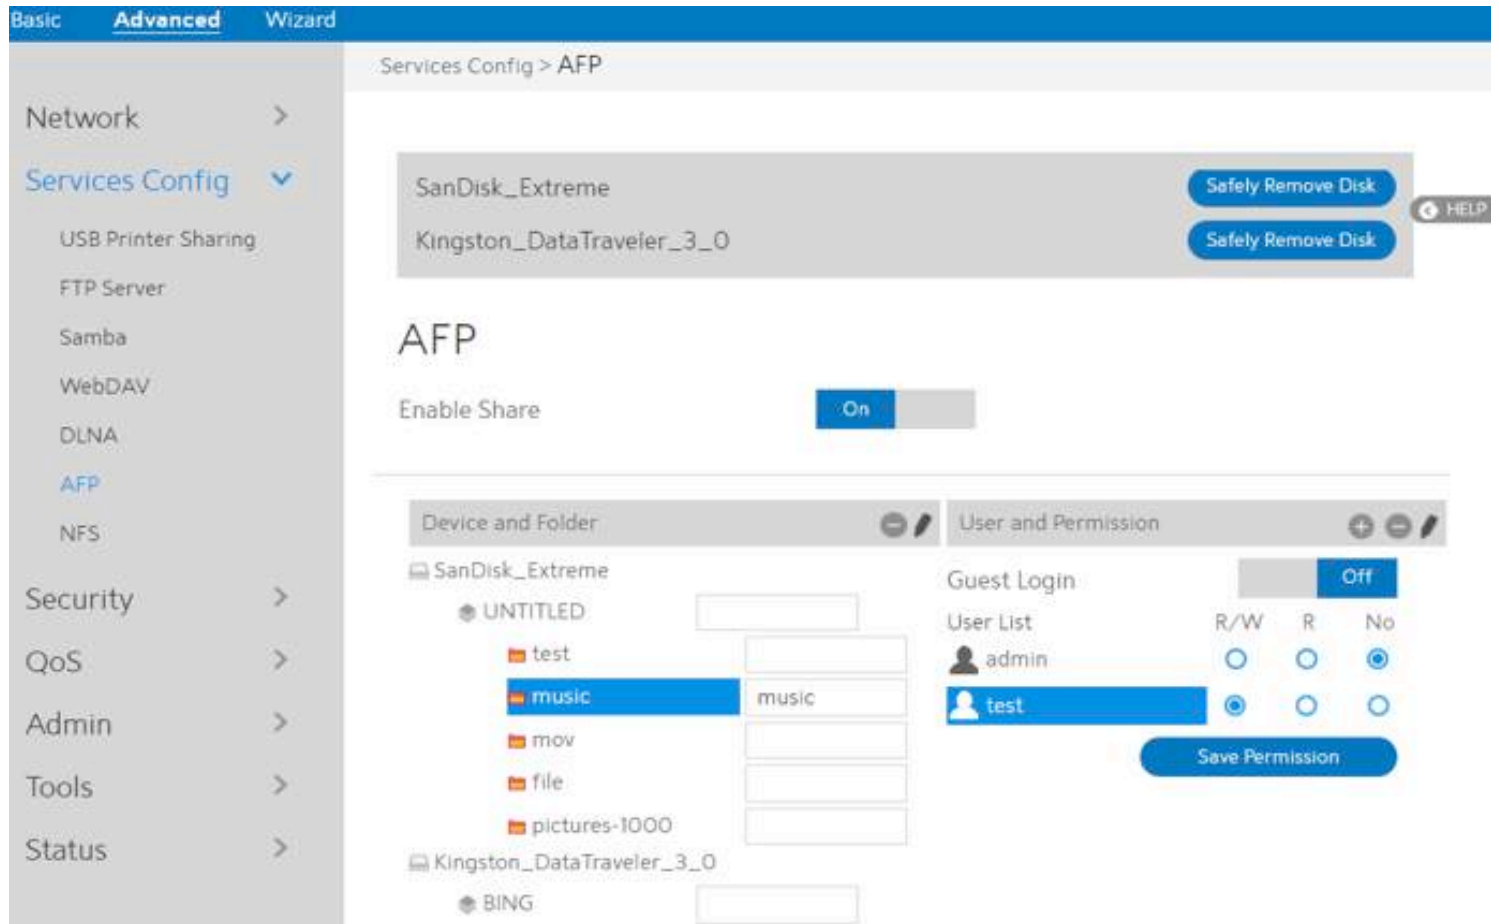 Basic Advanced Wizard
Services Config > AFP
Network
Services Config
USB Printer Sharing
FTP Server
Samba
WebDAV
DLNA
AFP
NFS
Security
QoS
Admin
Tools
Status
SanDisk_Extreme Safely Remove Disk
Kingston_DataTraveler_3_0 Safely Remove Disk
HELP
AFP
Enable Share On
Device and Folder
SanDisk_Extreme
UNTITLED
test
music music
mov
file
pictures-1000
Kingston_DataTraveler_3_0
BING
User and Permission
Guest Login Off
User List R/W R No
admin
test
Save Permission